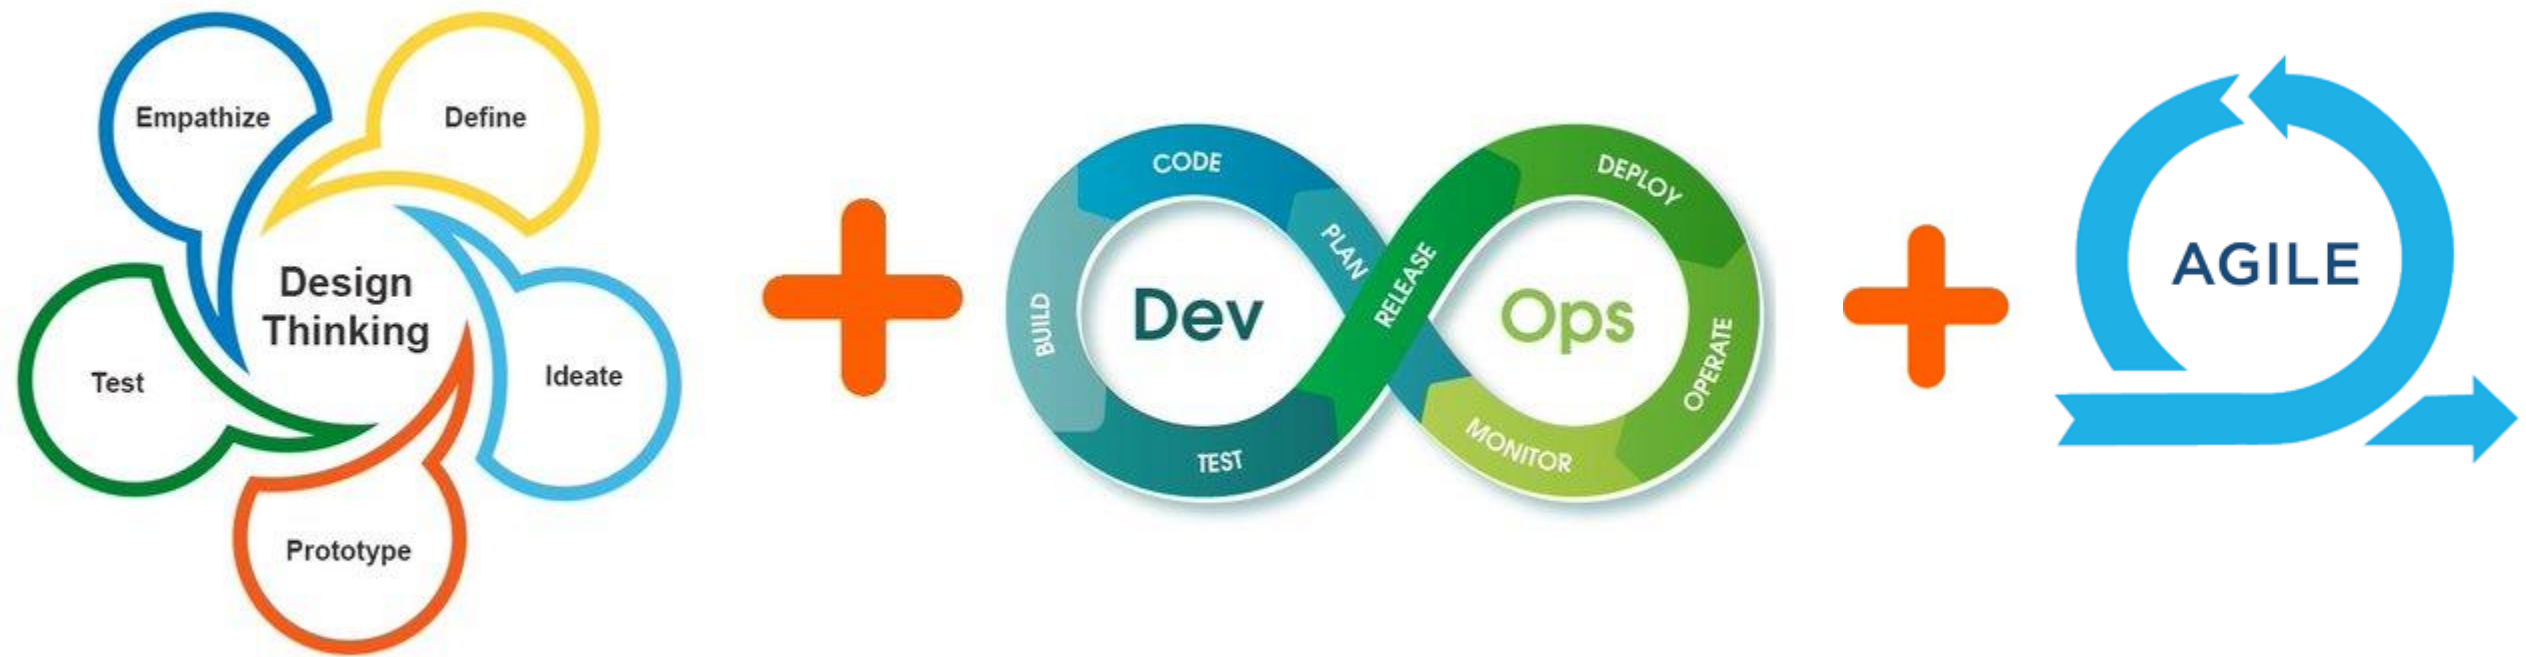 Empathize
Define
Design
Thinking
Test
Ideate
Prototype
CODE
PLAN
BUILD
Dev
TEST
RELEASE
DEPLOY
Ops
OPERATE
MONITOR
AGILE